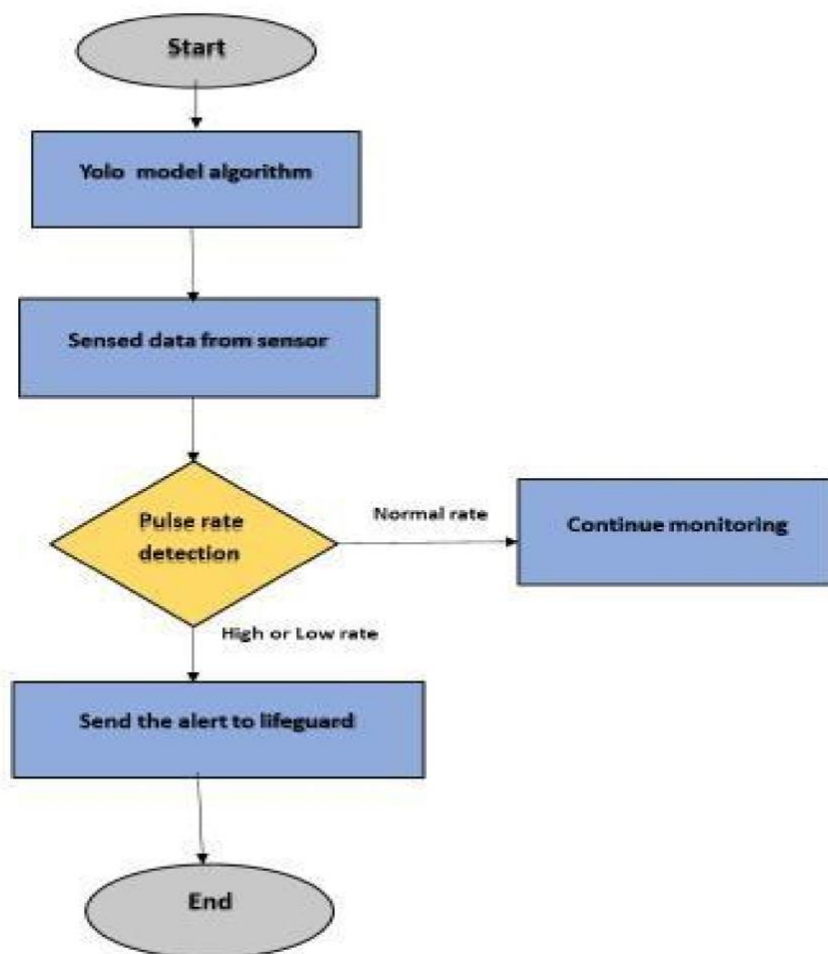 Start
Yolo model algorithm
Sensed data from sensor
Pulse rate
detection
Normal rate
Continue monitoring
High or Low rate
Send the alert to lifeguard
End